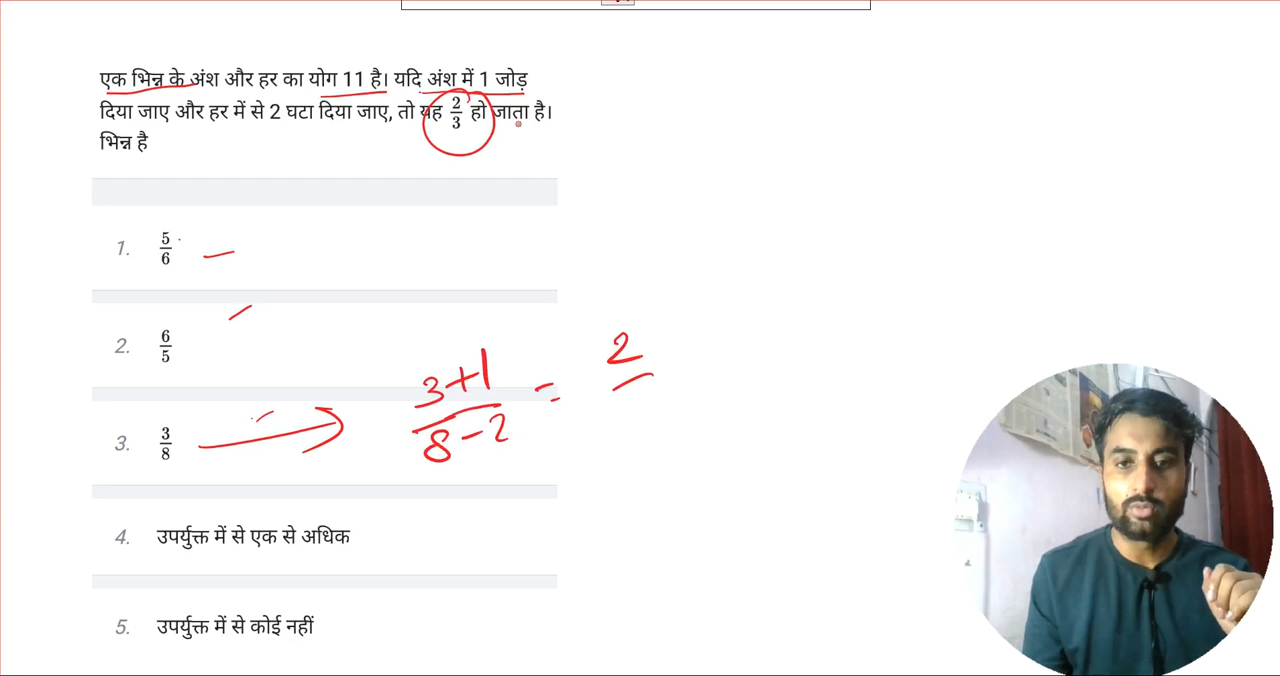 एक भिन्न के अंश और हर का योग 11 है। यदि अंश में 1 जोड़
दिया जाए और हर में से 2 घटा दिया जाए, तो यह 2/3 हो जाता है।
भिन्न है
1. 5/6
2. 6/5
3. 3/8
3+1/8-2 = 2
4. उपर्युक्त में से एक से अधिक
5. उपर्युक्त में से कोई नहीं